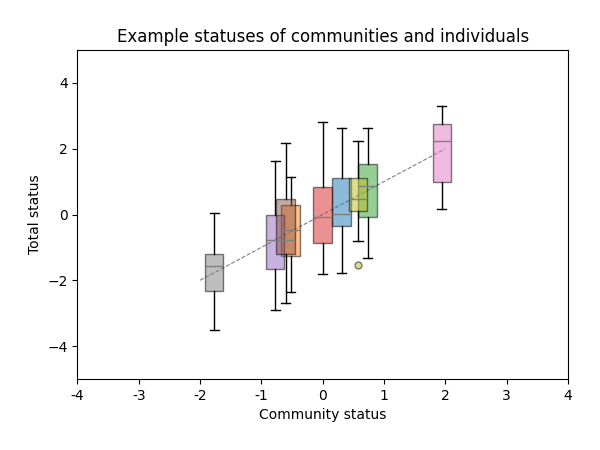 Example statuses of communities and individuals
Total status
4
2
0
−2
−4
-4 -3 -2 -1 0 1 2 3 4
Community status